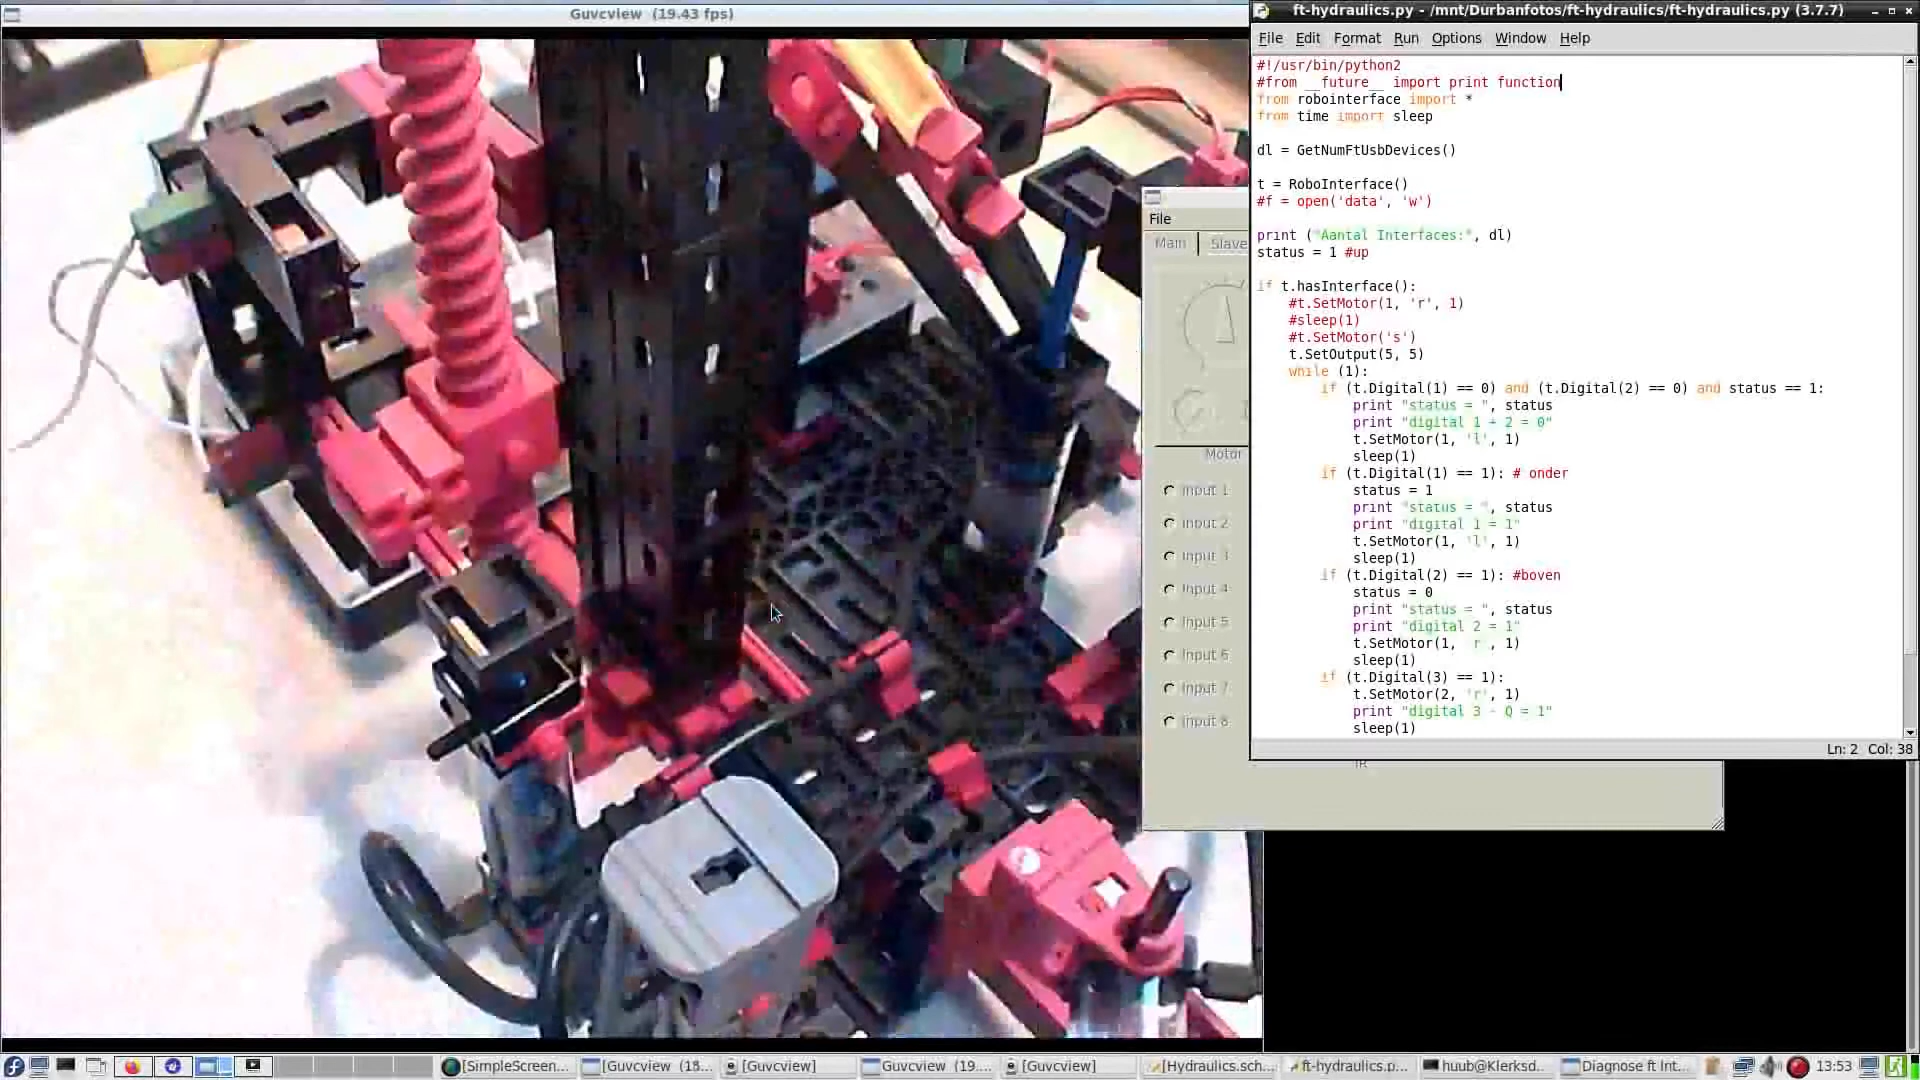 Guvcview (19.43 fps)
ft-hydraulics.py - /mnt/Durbanfotos/ft-hydraulics/ft-hydraulics.py (3.7.7)
File Edit Format Run Options Window Help
#!/usr/bin/python2
#from __future__ import print function
from robointerface import *
from time import sleep
dl = GetNumFtUsbDevices()
t = RoboInterface()
#f = open('data', 'w')
print ("Aantal Interfaces:", dl)
status = 1 #up
if t.hasInterface():
#t.SetMotor(1, 'r', 1)
#sleep(1)
#t.SetMotor('s')
t.SetOutput(5, 5)
while (1):
if (t.Digital(1) == 0) and (t.Digital(2) == 0) and status == 1:
print "status = ", status
print "digital 1 + 2 = 0"
t.SetMotor(1, 'l', 1)
sleep(1)
if (t.Digital(1) == 1): # onder
status = 1
print "status = ", status
print "digital 1 = 1"
t.SetMotor(1, 'l', 1)
sleep(1)
if (t.Digital(2) == 1): #boven
status = 0
print "status = ", status
print "digital 2 = 1"
t.SetMotor(1, 'r', 1)
sleep(1)
if (t.Digital(3) == 1):
t.SetMotor(2, 'r', 1)
print "digital 3 - Q = 1"
sleep(1)
Ln: 2 Col: 38
File
Main Slave
Motor
Input 1
Input 2
Input 3
Input 4
Input 5
Input 6
Input 7
Input 8
IR
[SimpleScreen... [Guvcview (18... [Guvcview] Guvcview (19.... [Guvcview] [Hydraulics.sch... ft-hydraulics.p... huub@Klerksd... Diagnose ft Int... 13:53